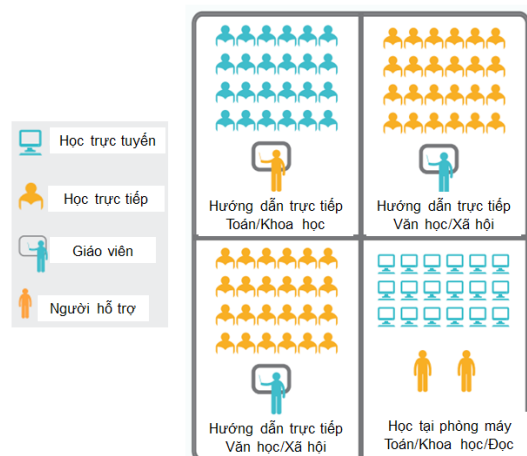 Học trực tuyến
Học trực tiếp
Giáo viên
Người hỗ trợ
Hướng dẫn trực tiếp
Toán/Khoa học
Hướng dẫn trực tiếp
Văn học/Xã hội
Hướng dẫn trực tiếp
Văn học/Xã hội
Học tại phòng máy
Toán/Khoa học/Đọc